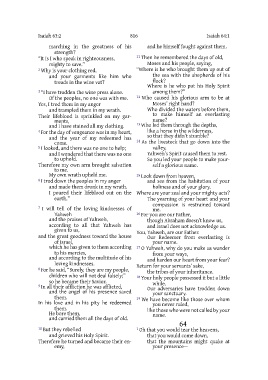 Isaiah 63:2
806
Isaiah 64:1
marching in the greatness of his
strength?
"It is I who speak in righteousness,
mighty to save."
2 Why is your clothing red,
and your garments like him who
treads in the wine vat?
3 "I have trodden the wine press alone.
Of the peoples, no one was with me.
Yes, I trod them in my anger
and trampled them in my wrath.
Their lifeblood is sprinkled on my gar-
ments,
and I have stained all my clothing.
4 For the day of vengeance was in my heart,
and the year of my redeemed has
come.
5 I looked, and there was no one to help;
and I wondered that there was no one
to uphold.
Therefore my own arm brought salvation
to me.
My own wrath upheld me.
6 I trod down the peoples in my anger
and made them drunk in my wrath.
I poured their lifeblood out on the
earth."
7 I will tell of the loving kindnesses of
Yahweh
and the praises of Yahweh,
according to all that Yahweh has
given to us,
and the great goodness toward the house
of Israel,
which he has given to them according
to his mercies,
and according to the multitude of his
loving kindnesses.
8 For he said, "Surely, they are my people,
children who will not deal falsely;"
so he became their Savior.
9 In all their affliction he was afflicted,
and the angel of his presence saved
them.
In his love and in his pity he redeemed
them.
He bore them,
and carried them all the days of old.
10 But they rebelled
and grieved his Holy Spirit.
Therefore he turned and became their en-
emy,
and he himself fought against them.
11 Then he remembered the days of old,
Moses and his people, saying,
"Where is he who brought them up out of
the sea with the shepherds of his
flock?
Where is he who put his Holy Spirit
among them?"
12 Who caused his glorious arm to be at
Moses' right hand?
Who divided the waters before them,
to make himself an everlasting
name?
13 Who led them through the depths,
like a horse in the wilderness,
so that they didn't stumble?
14 As the livestock that go down into the
valley,
Yahweh's Spirit caused them to rest.
So you led your people to make your-
self a glorious name.
15 Look down from heaven,
and see from the habitation of your
holiness and of your glory.
Where are your zeal and your mighty acts?
The yearning of your heart and your
compassion is restrained toward
me.
16 For you are our father,
though Abraham doesn't know us,
and Israel does not acknowledge us.
You, Yahweh, are our father.
Our Redeemer from everlasting is
your name.
17 O Yahweh, why do you make us wander
from your ways,
and harden our heart from your fear?
Return for your servants' sake,
the tribes of your inheritance.
18 Your holy people possessed it but a little
while.
Our adversaries have trodden down
your sanctuary.
19 We have become like those over whom
you never ruled,
like those who were not called by your
name.
64
1 Oh that you would tear the heavens,
that you would come down,
that the mountains might quake at
your presence—